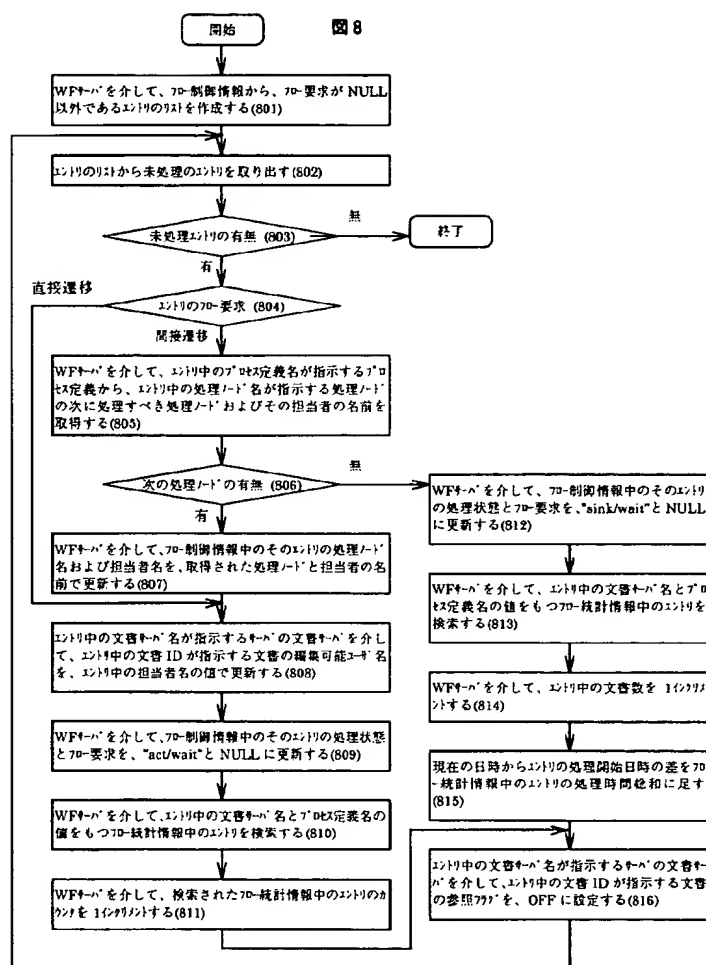 図8
開始
WFサーバを介して、フロー制御情報から、フロー要求が NULL
以外であるエントリのリストを作成する(801)
エントリのリストから未処理のエントリを取り出す(802)
未処理エントリの有無 (803)
無
終了
有
直接遷移
エントリのフロー要求 (804)
間接遷移
WFサーバを介して、エントリ中のプロセス定義名が指示するプロ
セス定義から、エントリ中の処理ノード名が指示する処理ノード
の次に処理すべき処理ノードおよびその担当者の名前を
取得する(805)
次の処理ノードの有無 (806)
無
有
WFサーバを介して、フロー制御情報中のそのエントリの処理ノード
名および担当者名を、取得された処理ノードと担当者の名
前で更新する(807)
エントリ中の文書サーバ名が指示するサーバの文書サーバを介し
て、エントリ中の文書 ID が指示する文書の編集可能ユーザ名
を、エントリ中の担当者名の値で更新する(808)
WFサーバを介して、フロー制御情報中のそのエントリの処理状態
とフロー要求を、"act/wait"と NULL に更新する(809)
WFサーバを介して、エントリ中の文書サーバ名とプロセス定義名の
値をもつフロー統計情報中のエントリを検索する(810)
WFサーバを介して、検索されたフロー統計情報中のエントリのカ
ウンタを 1インクリメントする(811)
WFサーバを介して、フロー制御情報中のそのエントリ
の処理状態とフロー要求を、"sink/wait"と NULL
に更新する(812)
WFサーバを介して、エントリ中の文書サーバ名とプロ
セス定義名の値をもつフロー統計情報中のエントリを
検索する(813)
WFサーバを介して、エントリ中の文書数を 1インクリメ
ントする(814)
現在の日時からエントリの処理開始日時の差をフロ
ー統計情報中のエントリの処理時間総和に足す
(815)
エントリ中の文書サーバ名が指示するサーバの文書サー
バを介して、エントリ中の文書 ID が指示する文書
の参照フラグを、OFF に設定する(816)